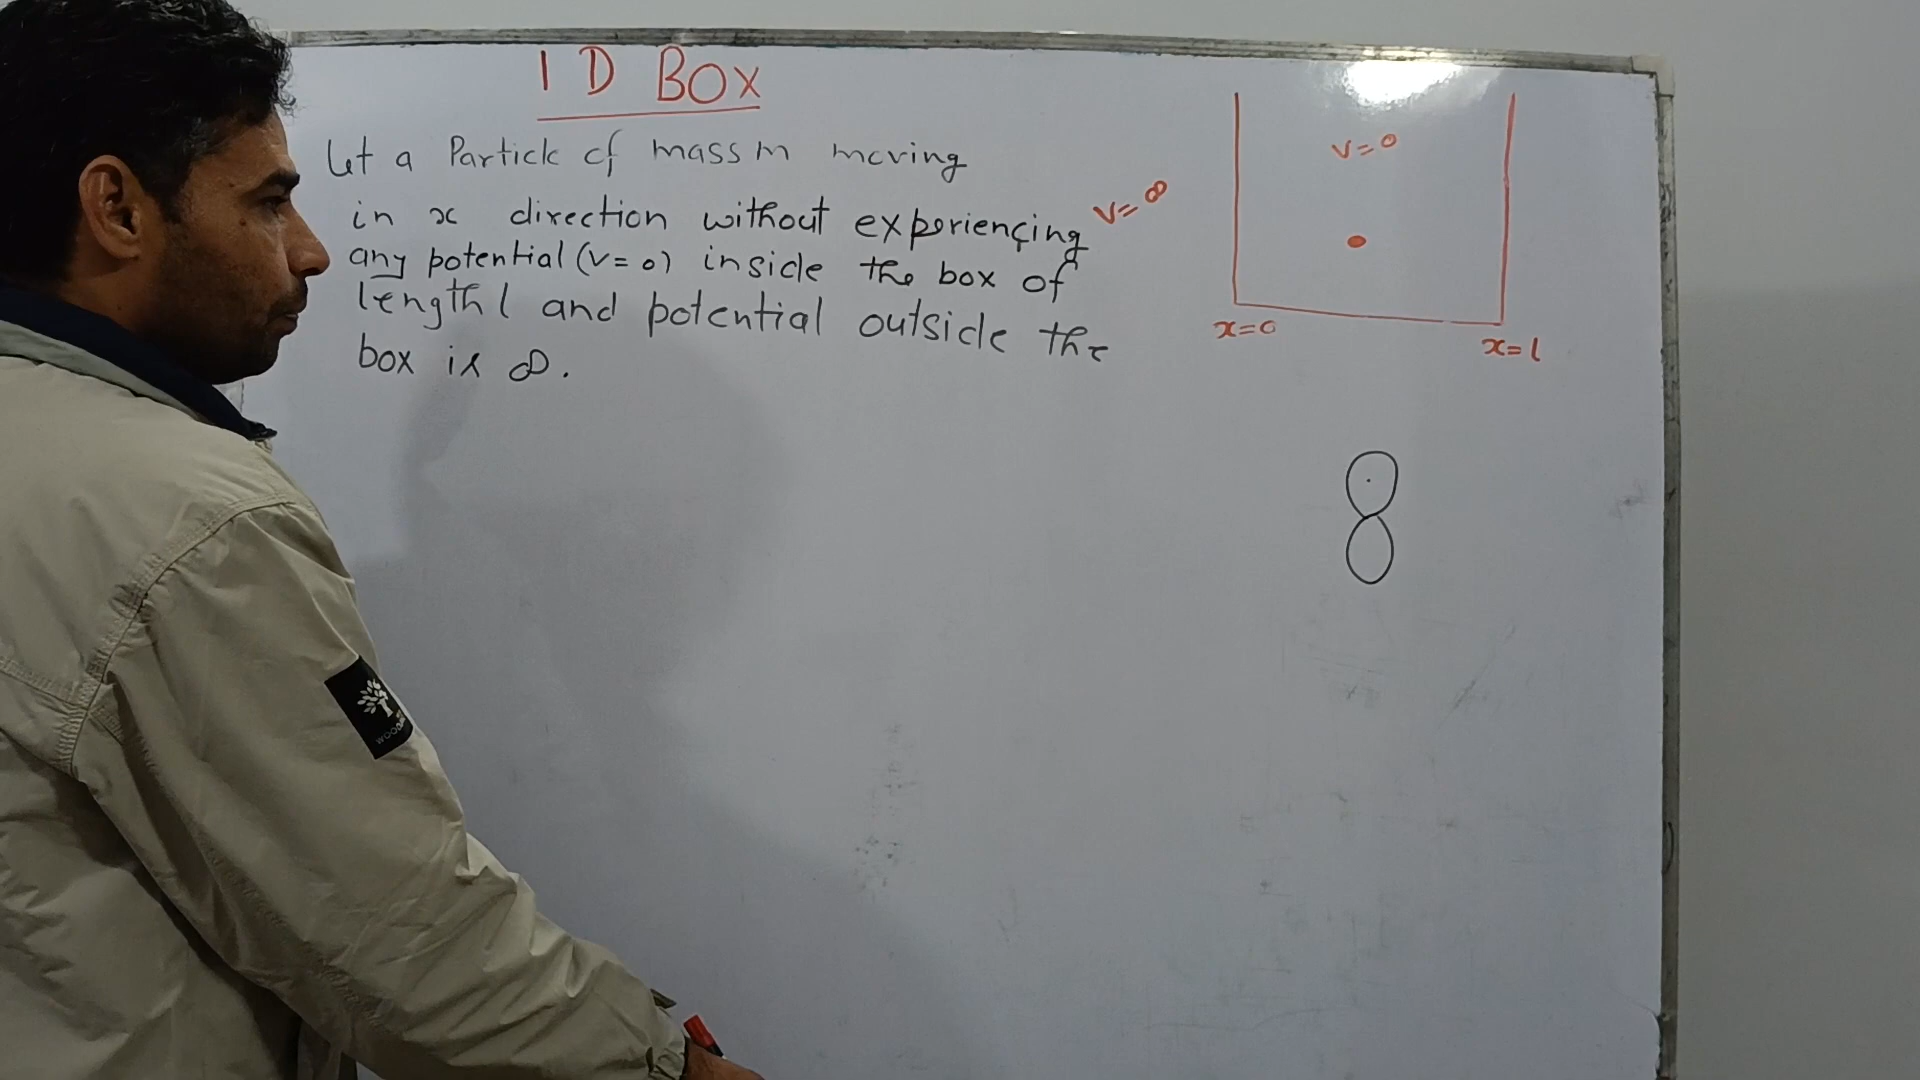 1 D BOX
Let a Particle of mass m moving
in x direction without experiencing
any potential (v=0) inside the box of
length l and potential outside the
box is ∞.
v=∞
v=0
x=0
x=l
WOOD